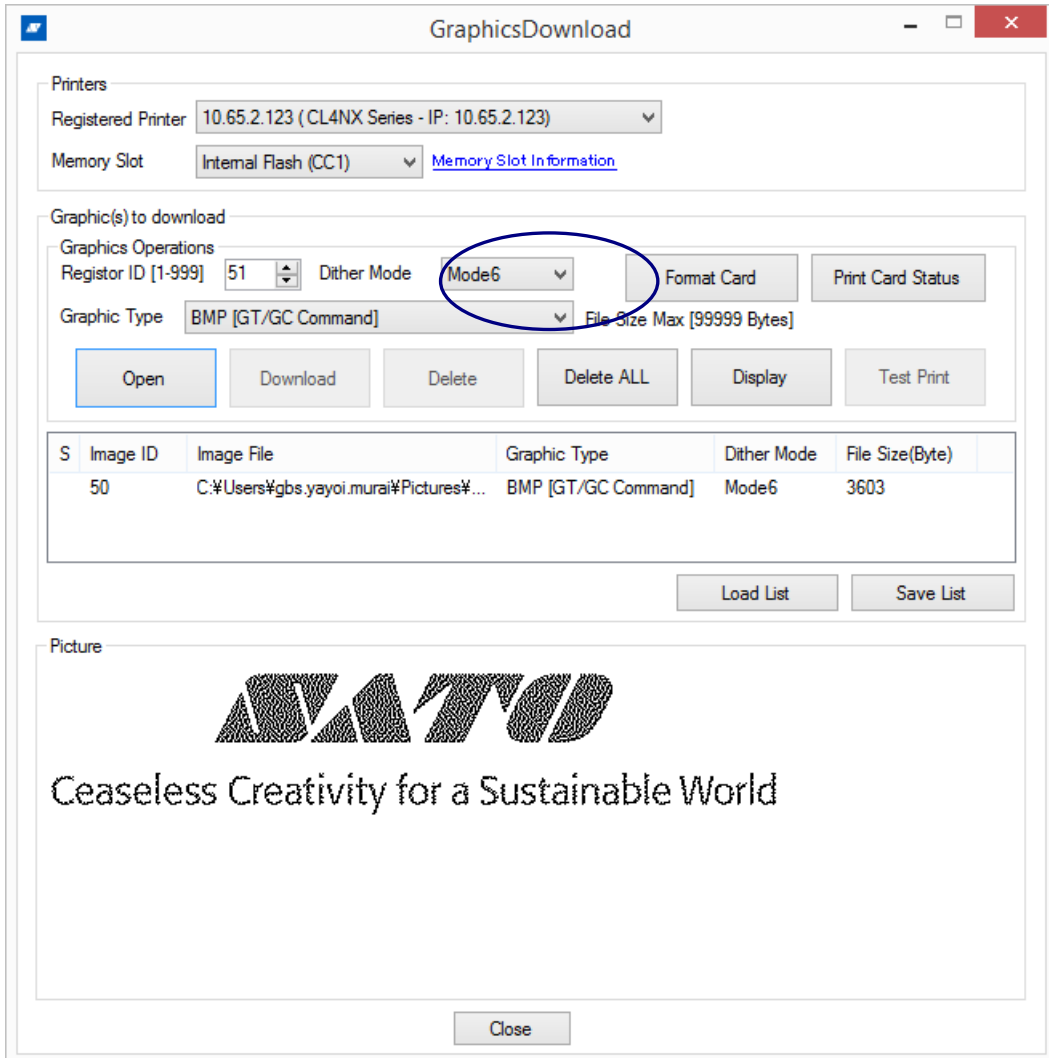 GraphicsDownload
Printers
Registered Printer 10.65.2.123 ( CL4NX Series - IP: 10.65.2.123)
Memory Slot Internal Flash (CC1) Memory Slot Information
Graphic(s) to download
Graphics Operations
Registor ID [1-999] 51 Dither Mode Mode6 Format Card Print Card Status
Graphic Type BMP [GT/GC Command] File Size Max [99999 Bytes]
Open Download Delete Delete ALL Display Test Print
S Image ID Image File Graphic Type Dither Mode File Size(Byte)
50 C:¥Users¥gbs.yayoi.murai¥Pictures¥... BMP [GT/GC Command] Mode6 3603
Load List Save List
Picture
SATO
Ceaseless Creativity for a Sustainable World
Close